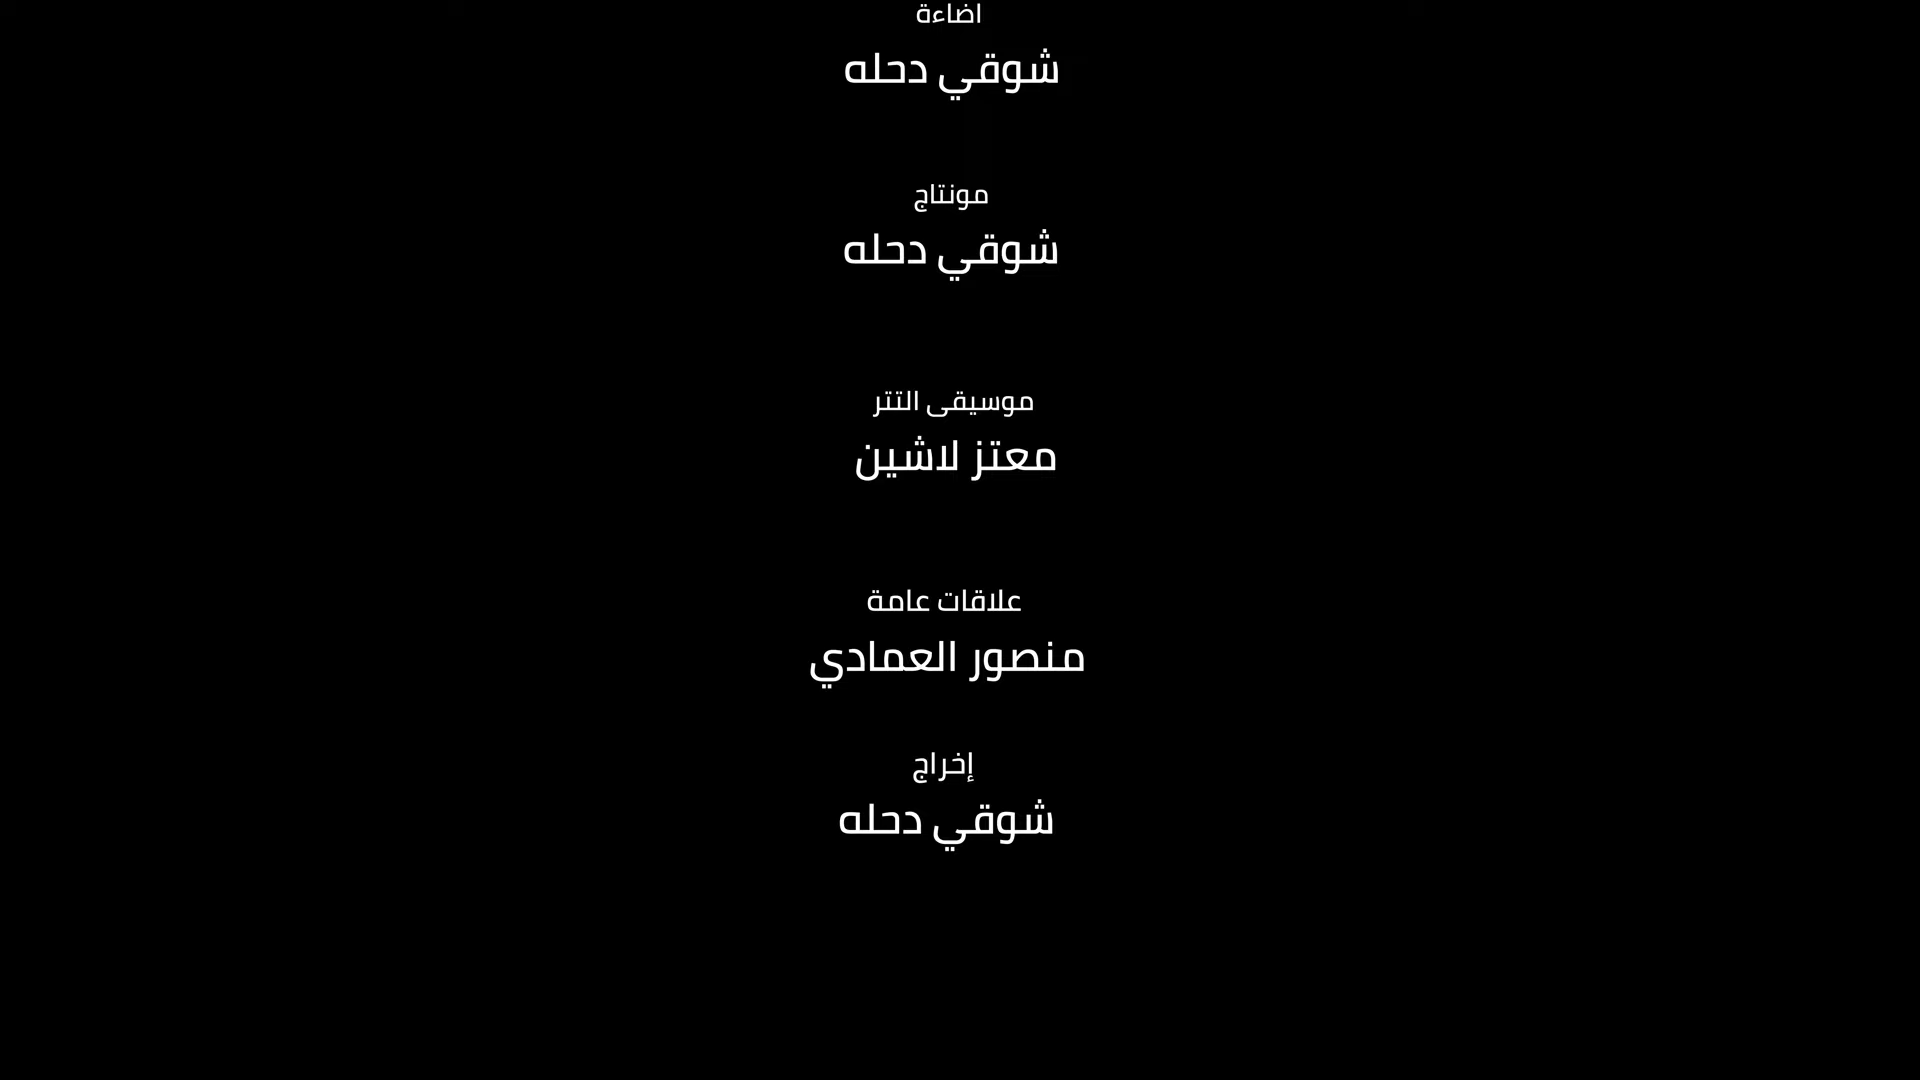 اضاءة
شوقي دحله
مونتاج
شوقي دحله
موسيقى التتر
معتز لاشين
علاقات عامة
منصور العمادي
إخراج
شوقي دحله